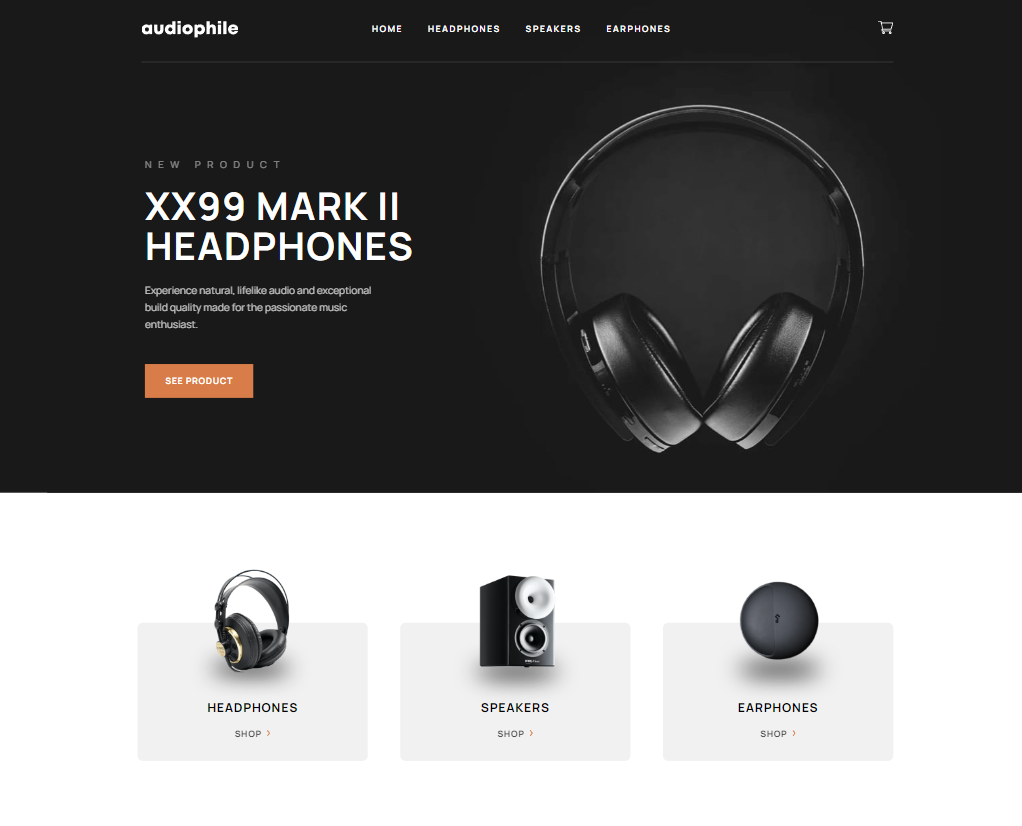 audiophile
HOME HEADPHONES SPEAKERS EARPHONES
NEW PRODUCT
XX99 MARK II
HEADPHONES
Experience natural, lifelike audio and exceptional
build quality made for the passionate music
enthusiast.
SEE PRODUCT
HEADPHONES
SHOP
SPEAKERS
SHOP
EARPHONES
SHOP